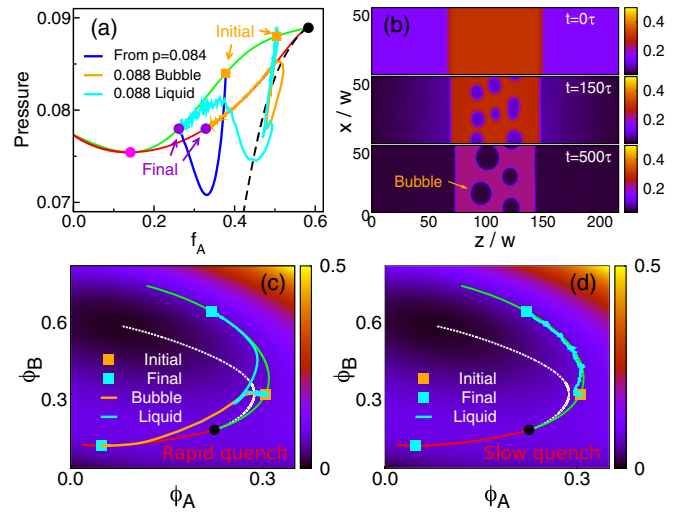 (a)
0.09
0.08
0.07
Pressure
0.0 0.2 0.4 0.6
f_A
Initial
From p=0.084
0.088 Bubble
0.088 Liquid
Final
(b)
t=0τ
0.4
0.2
50
0
t=150τ
0.4
0.2
50
0
t=500τ
0.4
0.2
Bubble
0
x / w
0 50 100 150 200
z / w
(c)
0.6
0.3
ϕ_B
Initial
Final
Bubble
Liquid
Rapid quench
0.0 0.3
ϕ_A
0.5
0
(d)
0.6
0.3
ϕ_B
Initial
Final
Liquid
Slow quench
0.0 0.3
ϕ_A
0.5
0